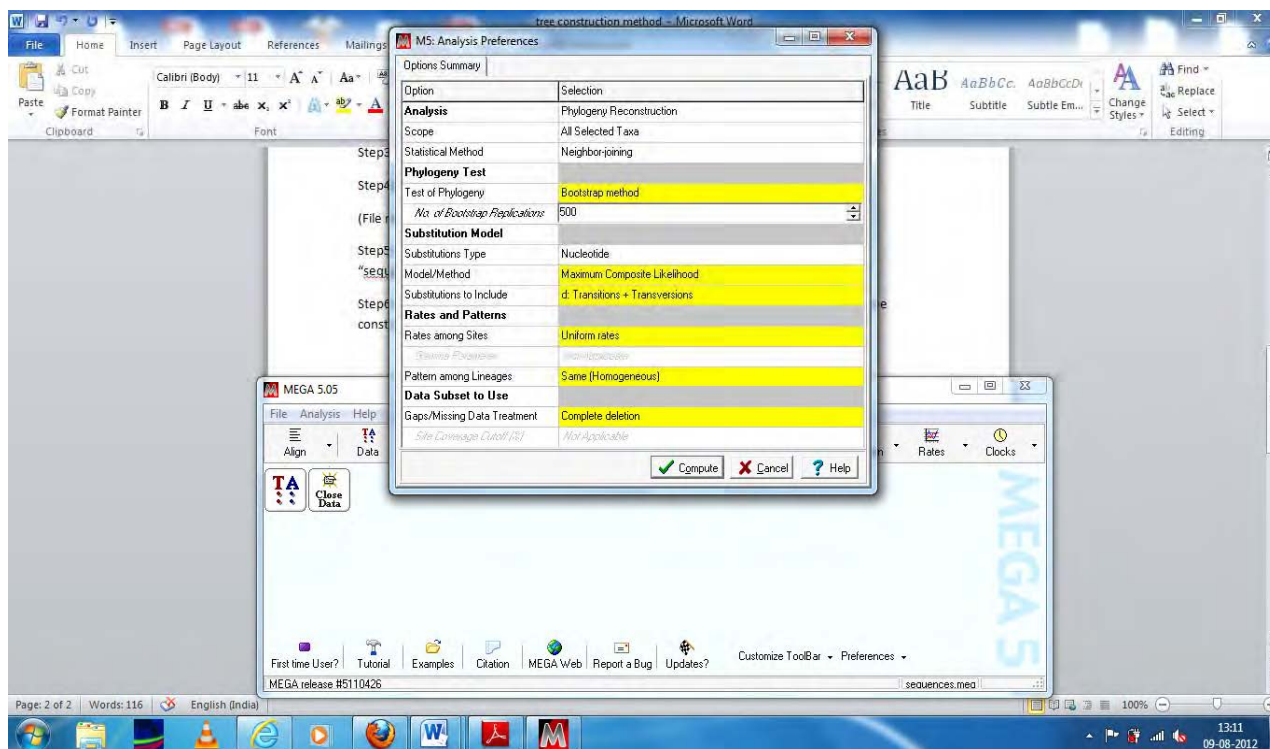 tree construction method - Microsoft Word
File Home Insert Page Layout References Mailings
Cut
Copy
Paste
Format Painter
Clipboard
Calibri (Body) 11
Font
Title
Subtitle
Subtle Em...
Change Styles
Find
Replace
Select
Editing
Step3
Step4
(File r
Step5
"sequ
Step6
const
e
M5: Analysis Preferences
Options Summary
Option Selection
Analysis Phylogeny Reconstruction
Scope All Selected Taxa
Statistical Method Neighbor-joining
Phylogeny Test
Test of Phylogeny Bootstrap method
No. of Bootstrap Replications 500
Substitution Model
Substitutions Type Nucleotide
Model/Method Maximum Composite Likelihood
Substitutions to Include d: Transitions + Transversions
Rates and Patterns
Rates among Sites Uniform rates
Gamma Parameter Not Applicable
Pattern among Lineages Same (Homogeneous)
Data Subset to Use
Gaps/Missing Data Treatment Complete deletion
Site Coverage Cutoff (%) Not Applicable
Compute Cancel Help
MEGA 5.05
File Analysis Help
Align Data
n Rates Clocks
TA
Close Data
MEGA 5
First time User? Tutorial Examples Citation MEGA Web Report a Bug Updates? Customize ToolBar Preferences
MEGA release #5110426 sequences.meg
Page: 2 of 2 Words: 116 English (India) 100%
13:11
09-08-2012